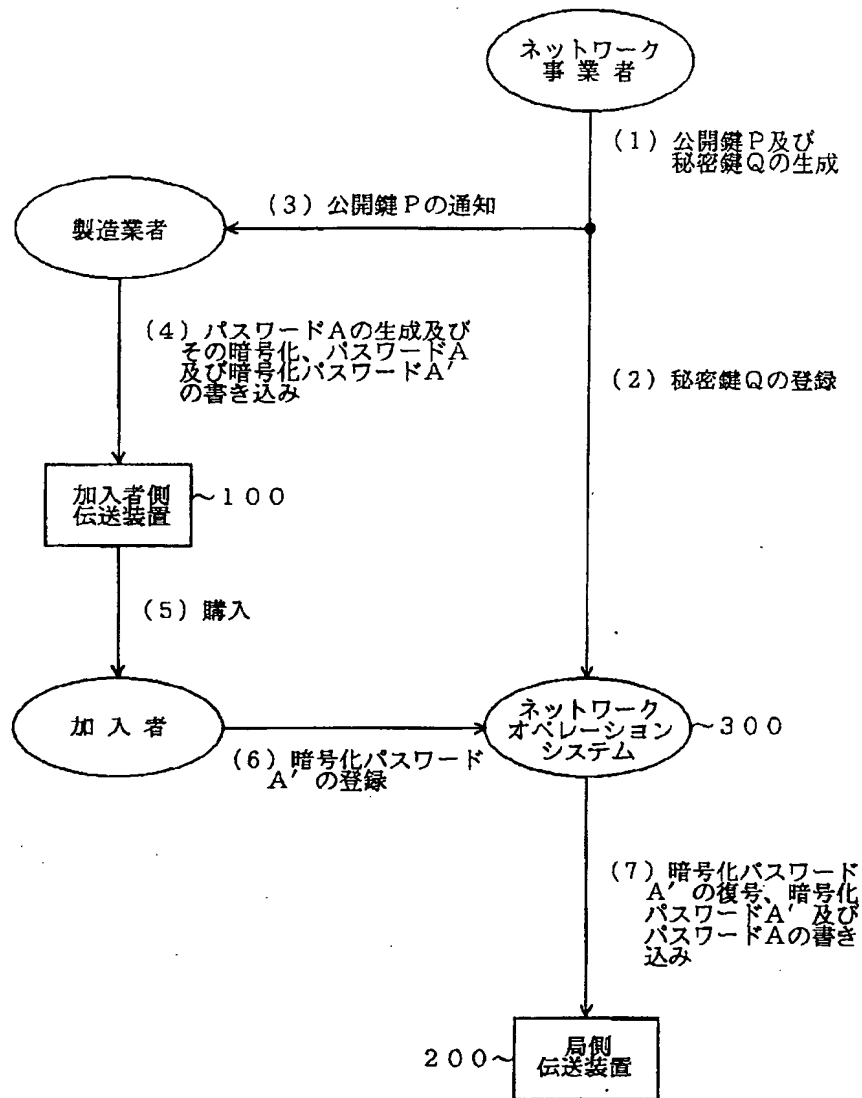 ネットワーク
事 業 者
(1) 公開鍵P及び
秘密鍵Qの生成
(3) 公開鍵Pの通知
製造業者
(4) パスワードAの生成及び
その暗号化、パスワードA
及び暗号化パスワードA′
の書き込み
(2) 秘密鍵Qの登録
加入者側
伝送装置
~100
(5) 購入
加 入 者
(6) 暗号化パスワード
A′ の登録
ネットワーク
オペレーション
システム
~300
(7) 暗号化パスワード
A′ の復号、暗号化
パスワードA′ 及び
パスワードAの書き
込み
200~
局側
伝送装置